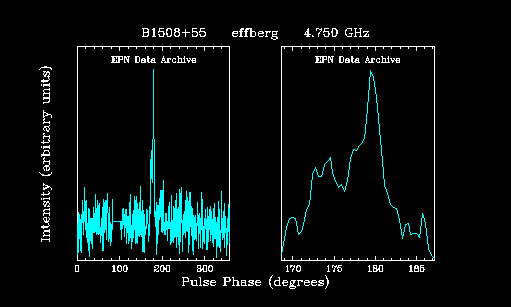 B1508+55 effberg 4.750 GHz
EPN Data Archive EPN Data Archive
Intensity (arbitrary units)
0 100 200 300 170 175 180 185
Pulse Phase (degrees)